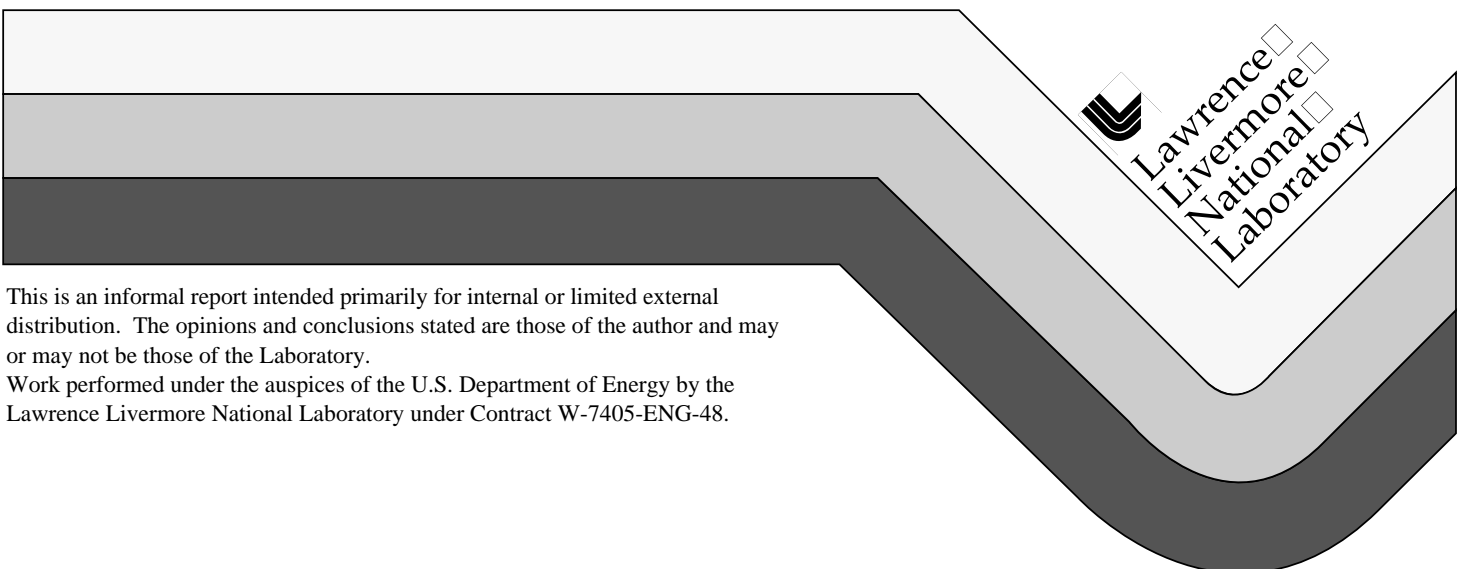 Lawrence
Livermore
National
Laboratory
This is an informal report intended primarily for internal or limited external
distribution.  The opinions and conclusions stated are those of the author and may
or may not be those of the Laboratory.
Work performed under the auspices of the U.S. Department of Energy by the
Lawrence Livermore National Laboratory under Contract W-7405-ENG-48.